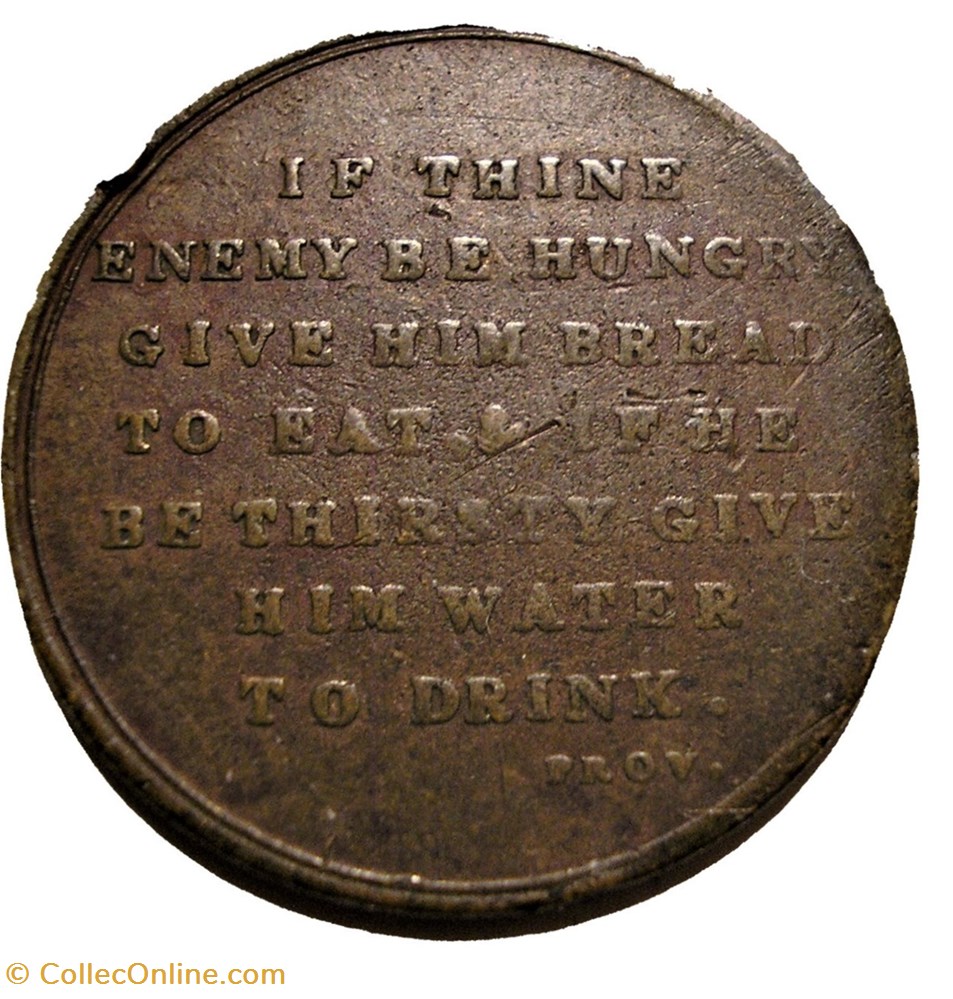 IF THINE
ENEMY BE HUNGRY
GIVE HIM BREAD
TO EAT, & IF HE
BE THIRSTY GIVE
HIM WATER
TO DRINK.
PROV.
© CollecOnline.com